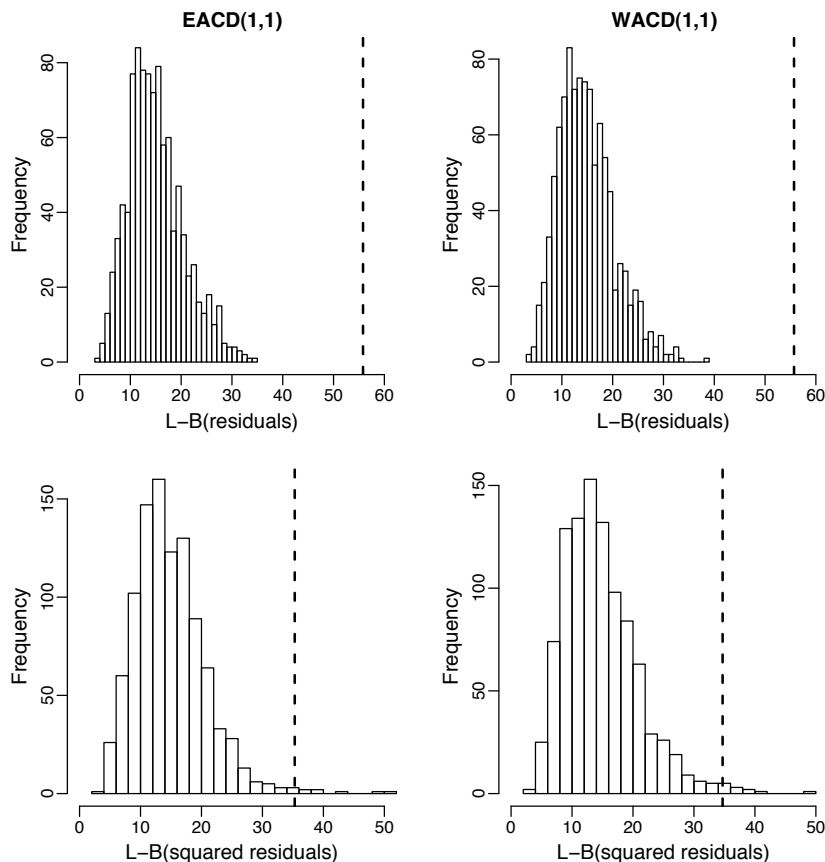 EACD(1,1)
Frequency
0 20 40 60 80
0 10 20 30 40 50 60
L−B(residuals)
WACD(1,1)
Frequency
0 20 40 60 80
0 10 20 30 40 50 60
L−B(residuals)
Frequency
0 50 100 150
0 10 20 30 40 50
L−B(squared residuals)
Frequency
0 50 100 150
0 10 20 30 40 50
L−B(squared residuals)